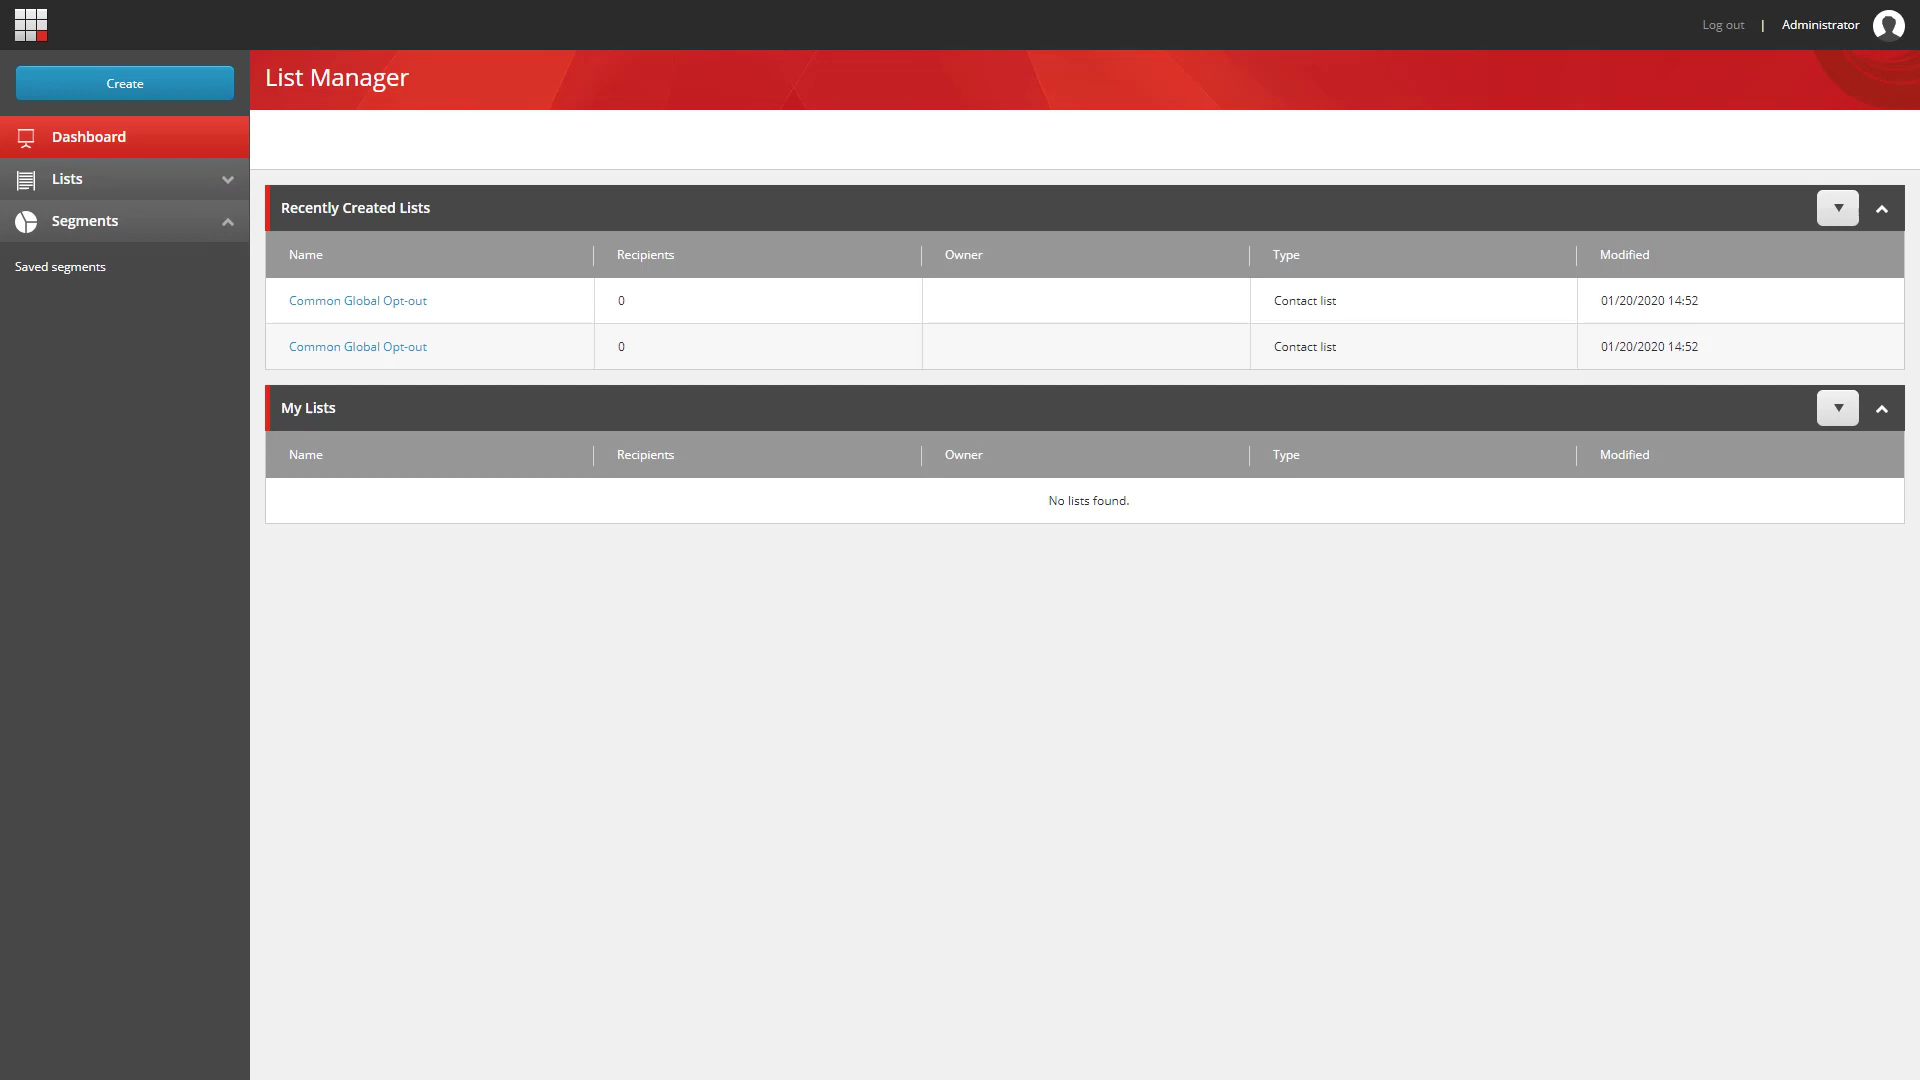 Log out | Administrator
Create
List Manager
Dashboard
Lists
Segments
Saved segments
Recently Created Lists
Name Recipients Owner Type Modified
Common Global Opt-out 0 Contact list 01/20/2020 14:52
Common Global Opt-out 0 Contact list 01/20/2020 14:52
My Lists
Name Recipients Owner Type Modified
No lists found.